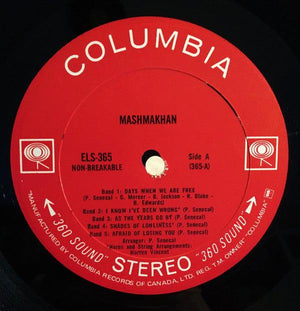 COLUMBIA
MASHMAKHAN
ELS-365
NON-BREAKABLE
Side A
(365-A)
Band 1: DAYS WHEN WE ARE FREE
(P. Senecal - G. Mercer - B. Jackson - R. Blake -
B. Edwards)
Band 2: I KNOW I'VE BEEN WRONG (P. Senecal)
Band 3: AS THE YEARS GO BY (P. Senecal)
Band 4: SHADES OF LONLINESS (P. Senecal)
Band 5: AFRAID OF LOSING YOU (P. Senecal)
Arranger: P. Senecal
Horns and String Arrangements:
Warren Vincent
"360 SOUND" STEREO "360 SOUND"
MANUFACTURED BY COLUMBIA RECORDS OF CANADA, LTD. REG. T.M. OWNER "COLUMBIA"